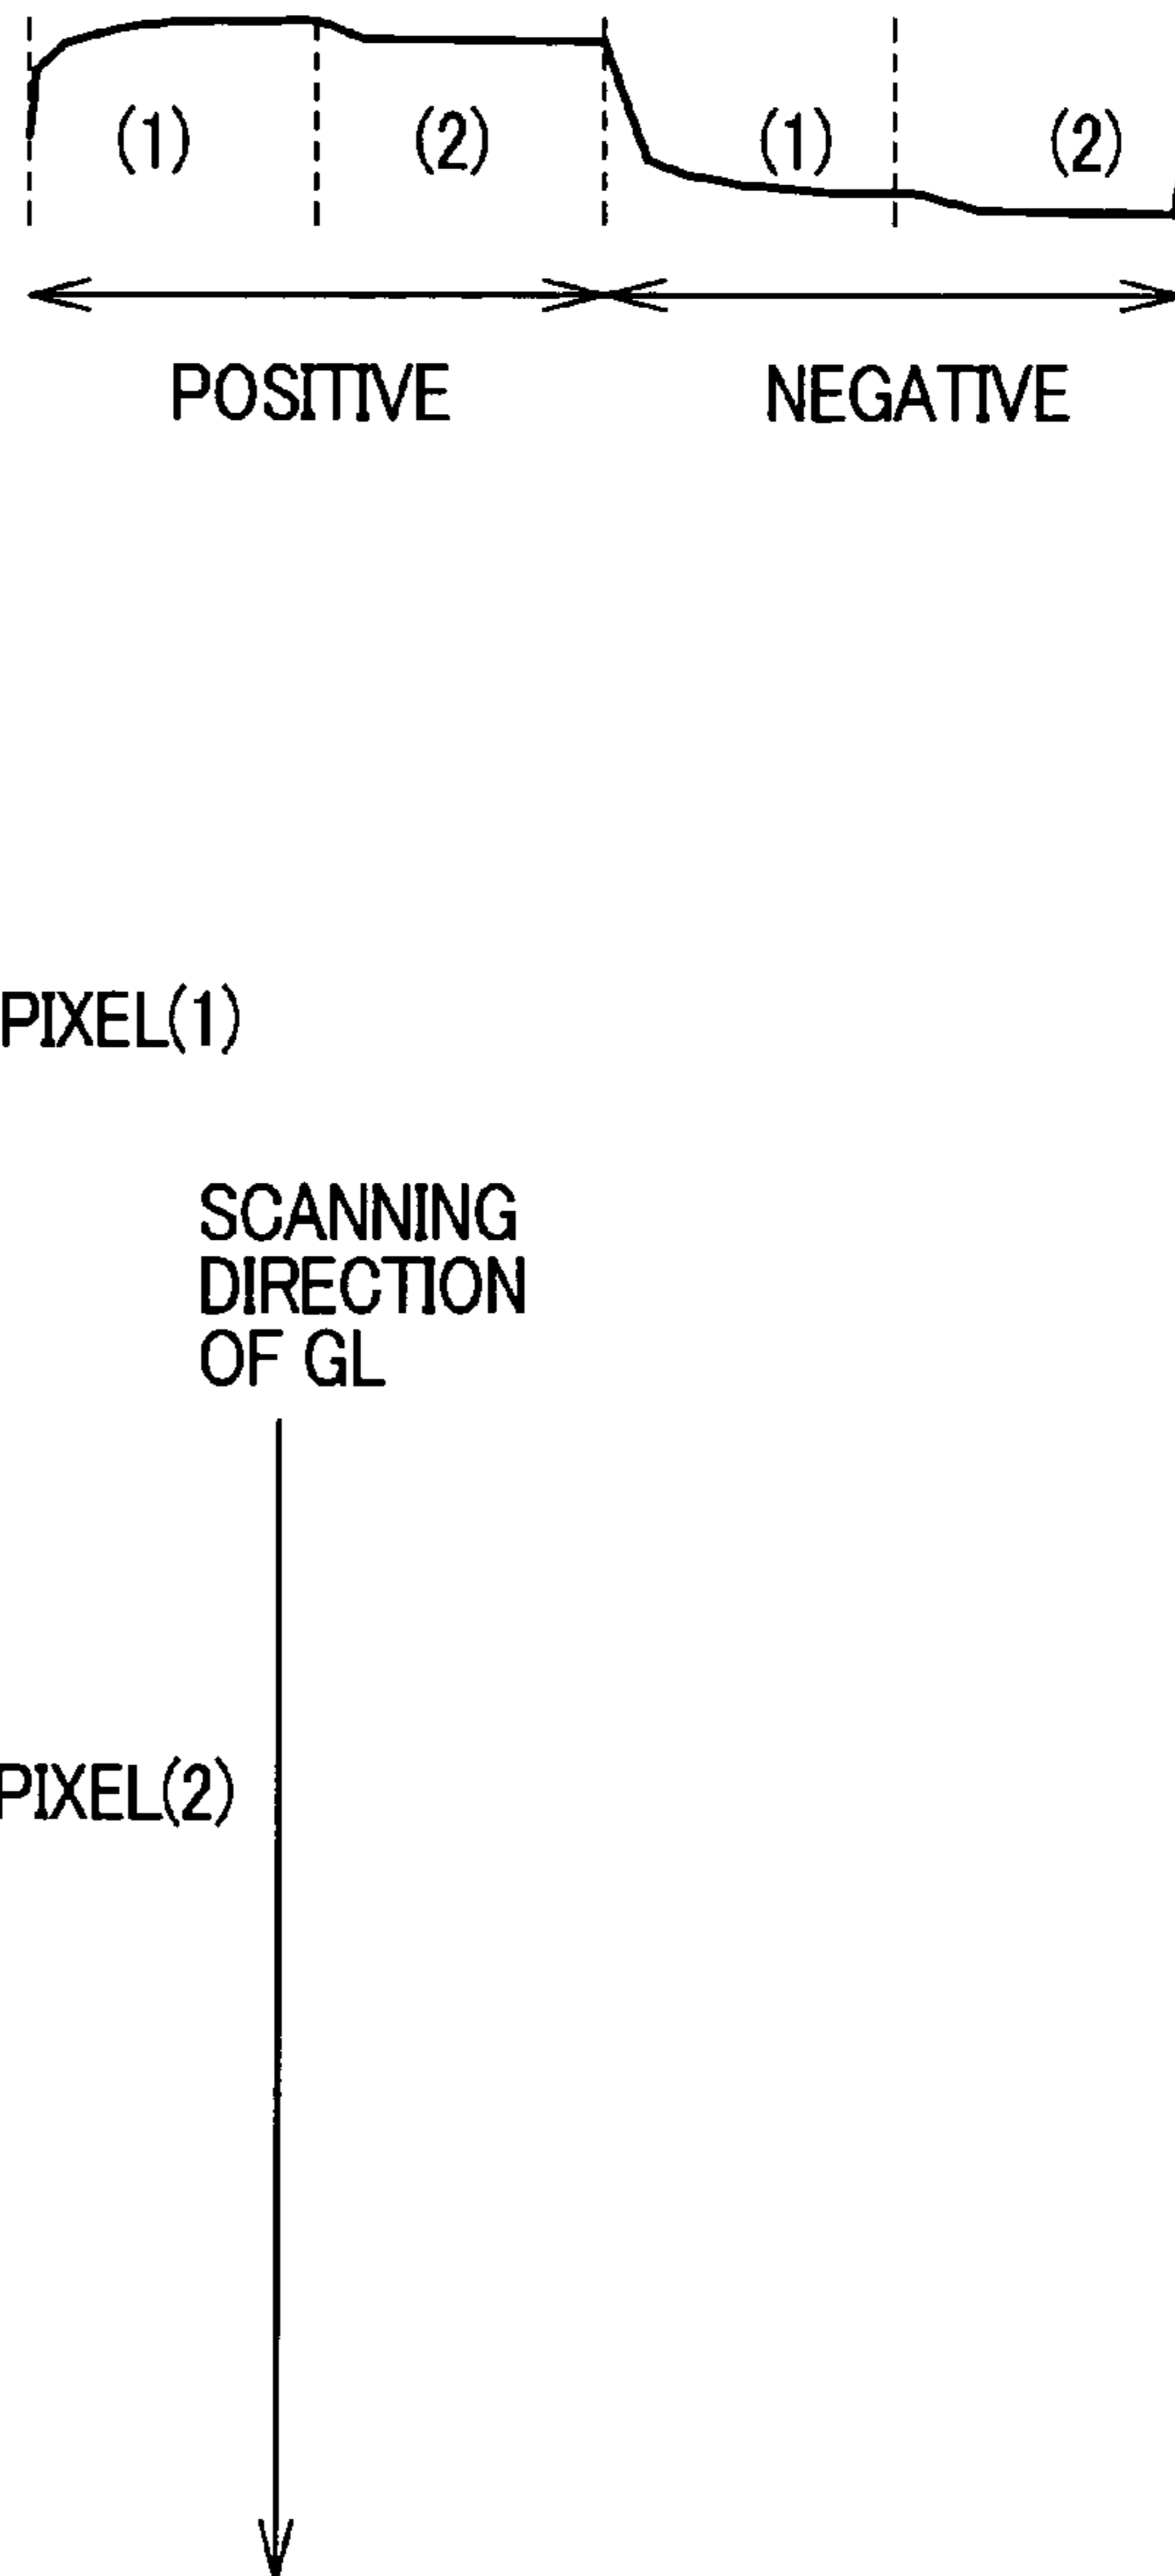 (1) (2) (1) (2)
POSITIVE NEGATIVE
PIXEL(1)
SCANNING
DIRECTION
OF GL
PIXEL(2)